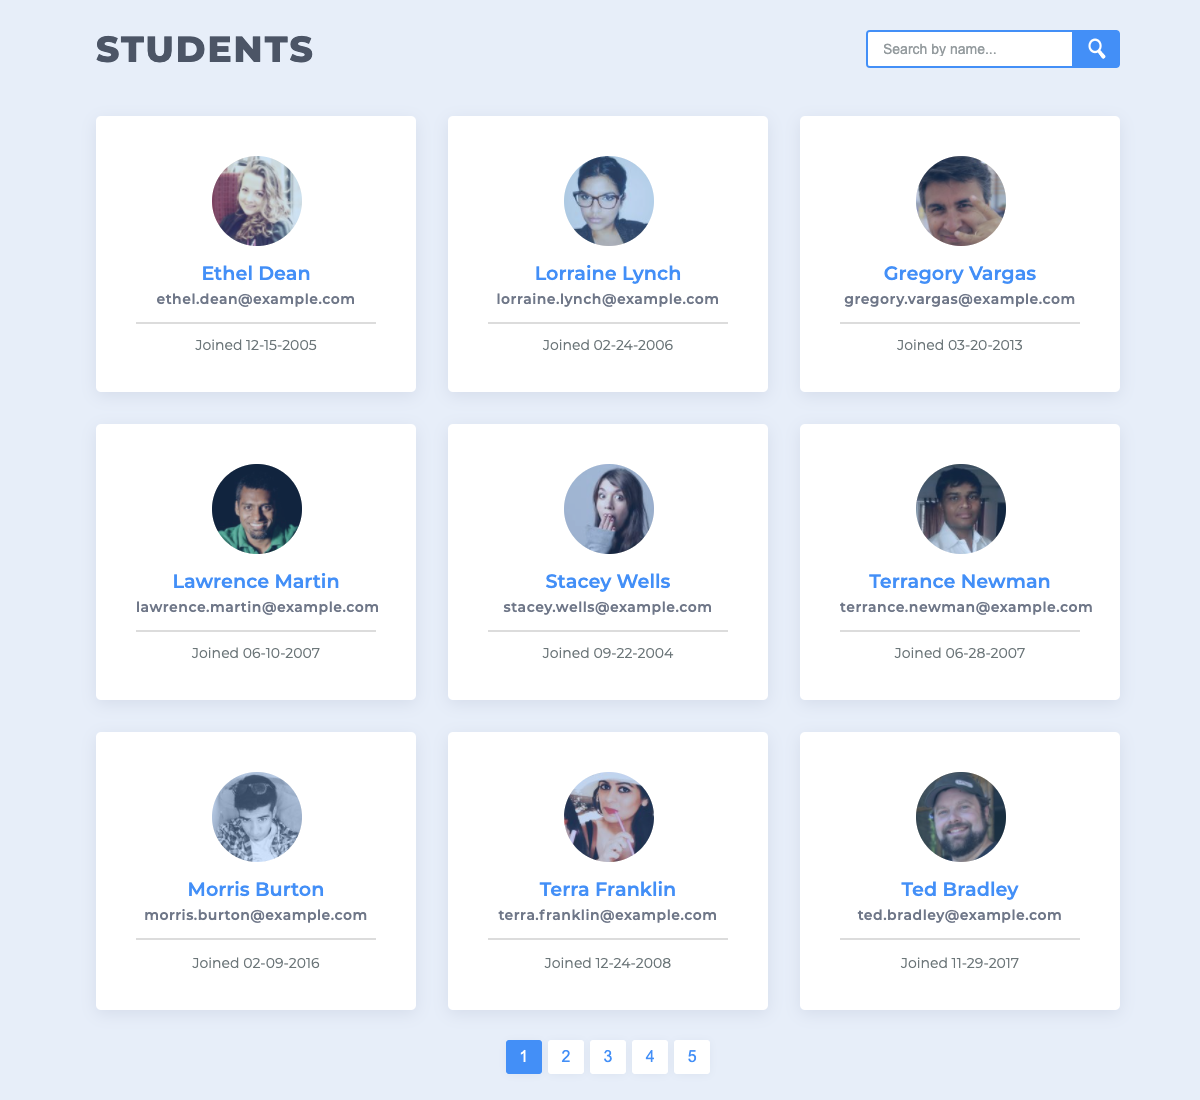 STUDENTS
Search by name...
Ethel Dean
ethel.dean@example.com
Joined 12-15-2005
Lorraine Lynch
lorraine.lynch@example.com
Joined 02-24-2006
Gregory Vargas
gregory.vargas@example.com
Joined 03-20-2013
Lawrence Martin
lawrence.martin@example.com
Joined 06-10-2007
Stacey Wells
stacey.wells@example.com
Joined 09-22-2004
Terrance Newman
terrance.newman@example.com
Joined 06-28-2007
Morris Burton
morris.burton@example.com
Joined 02-09-2016
Terra Franklin
terra.franklin@example.com
Joined 12-24-2008
Ted Bradley
ted.bradley@example.com
Joined 11-29-2017
1 2 3 4 5